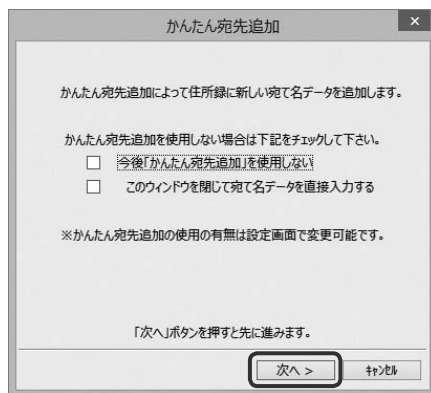 かんたん宛先追加
×
かんたん宛先追加によって住所録に新しい宛て名データを追加します。
かんたん宛先追加を使用しない場合は下記をチェックして下さい。
今後「かんたん宛先追加」を使用しない
このウィンドウを閉じて宛て名データを直接入力する
※かんたん宛先追加の使用の有無は設定画面で変更可能です。
「次へ」ボタンを押すと先に進みます。
次へ > ｷｬﾝｾﾙ